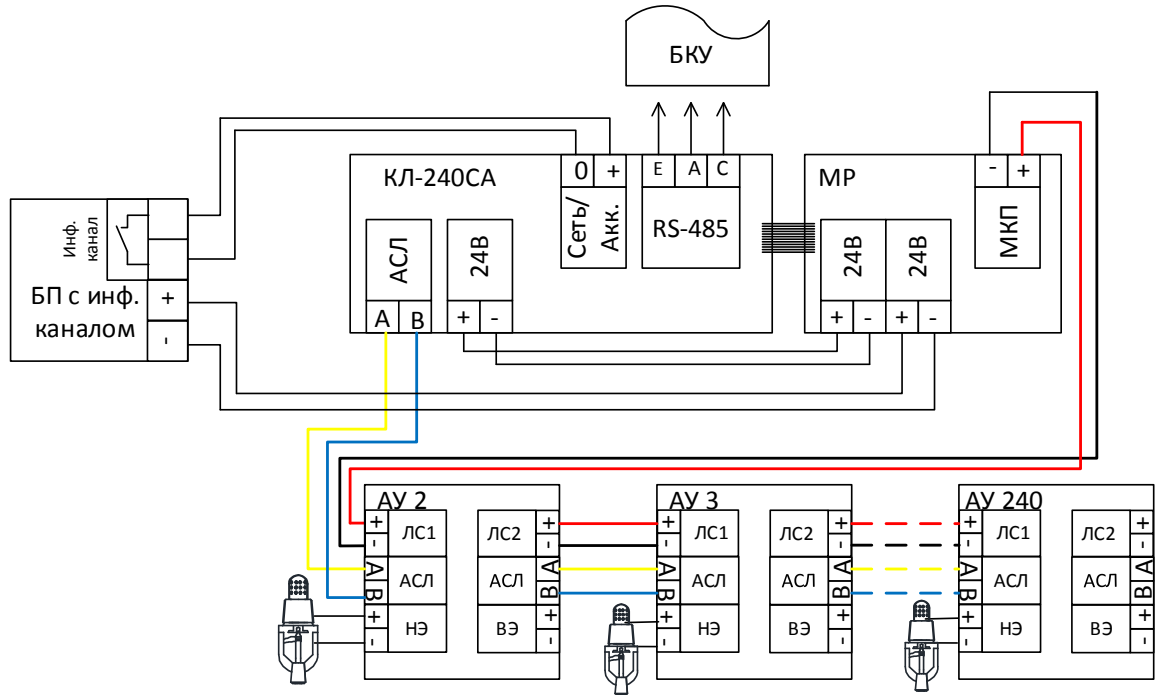 БКУ
КЛ-240СА
0 +
Сеть/
Акк.
E A C
RS-485
МР
- +
МКП
Инф.
канал
БП с инф.
каналом
+
-
АСЛ
A B
24В
+ -
24В
24В
+ - + -
АУ 2
+
-
ЛС1
A
B
АСЛ
+
-
НЭ
ЛС2
+
-
АСЛ
A
B
ВЭ
+
-
АУ 3
+
-
ЛС1
A
B
АСЛ
+
-
НЭ
ЛС2
+
-
АСЛ
A
B
ВЭ
+
-
АУ 240
+
-
ЛС1
A
B
АСЛ
+
-
НЭ
ЛС2
+
-
АСЛ
A
B
ВЭ
+
-